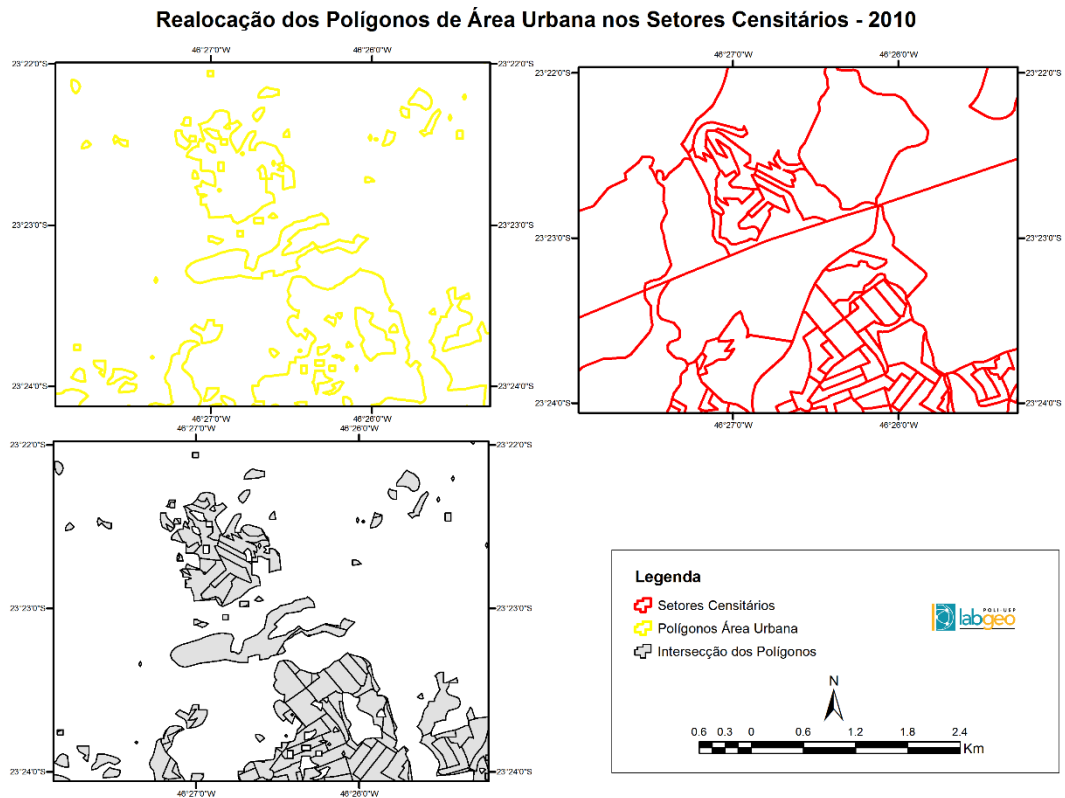 Realocação dos Polígonos de Área Urbana nos Setores Censitários - 2010
46°27'0"W 46°26'0"W
23°22'0"S 23°22'0"S
23°23'0"S 23°23'0"S
23°24'0"S 23°24'0"S
46°27'0"W 46°26'0"W
46°27'0"W 46°26'0"W
23°22'0"S 23°22'0"S
23°23'0"S 23°23'0"S
23°24'0"S 23°24'0"S
46°27'0"W 46°26'0"W
46°27'0"W 46°26'0"W
23°22'0"S 23°22'0"S
23°23'0"S 23°23'0"S
23°24'0"S 23°24'0"S
46°27'0"W 46°26'0"W
Legenda
Setores Censitários
Polígonos Área Urbana
Intersecção dos Polígonos
POLI-USP
labgeo
N
0.6 0.3 0 0.6 1.2 1.8 2.4
Km